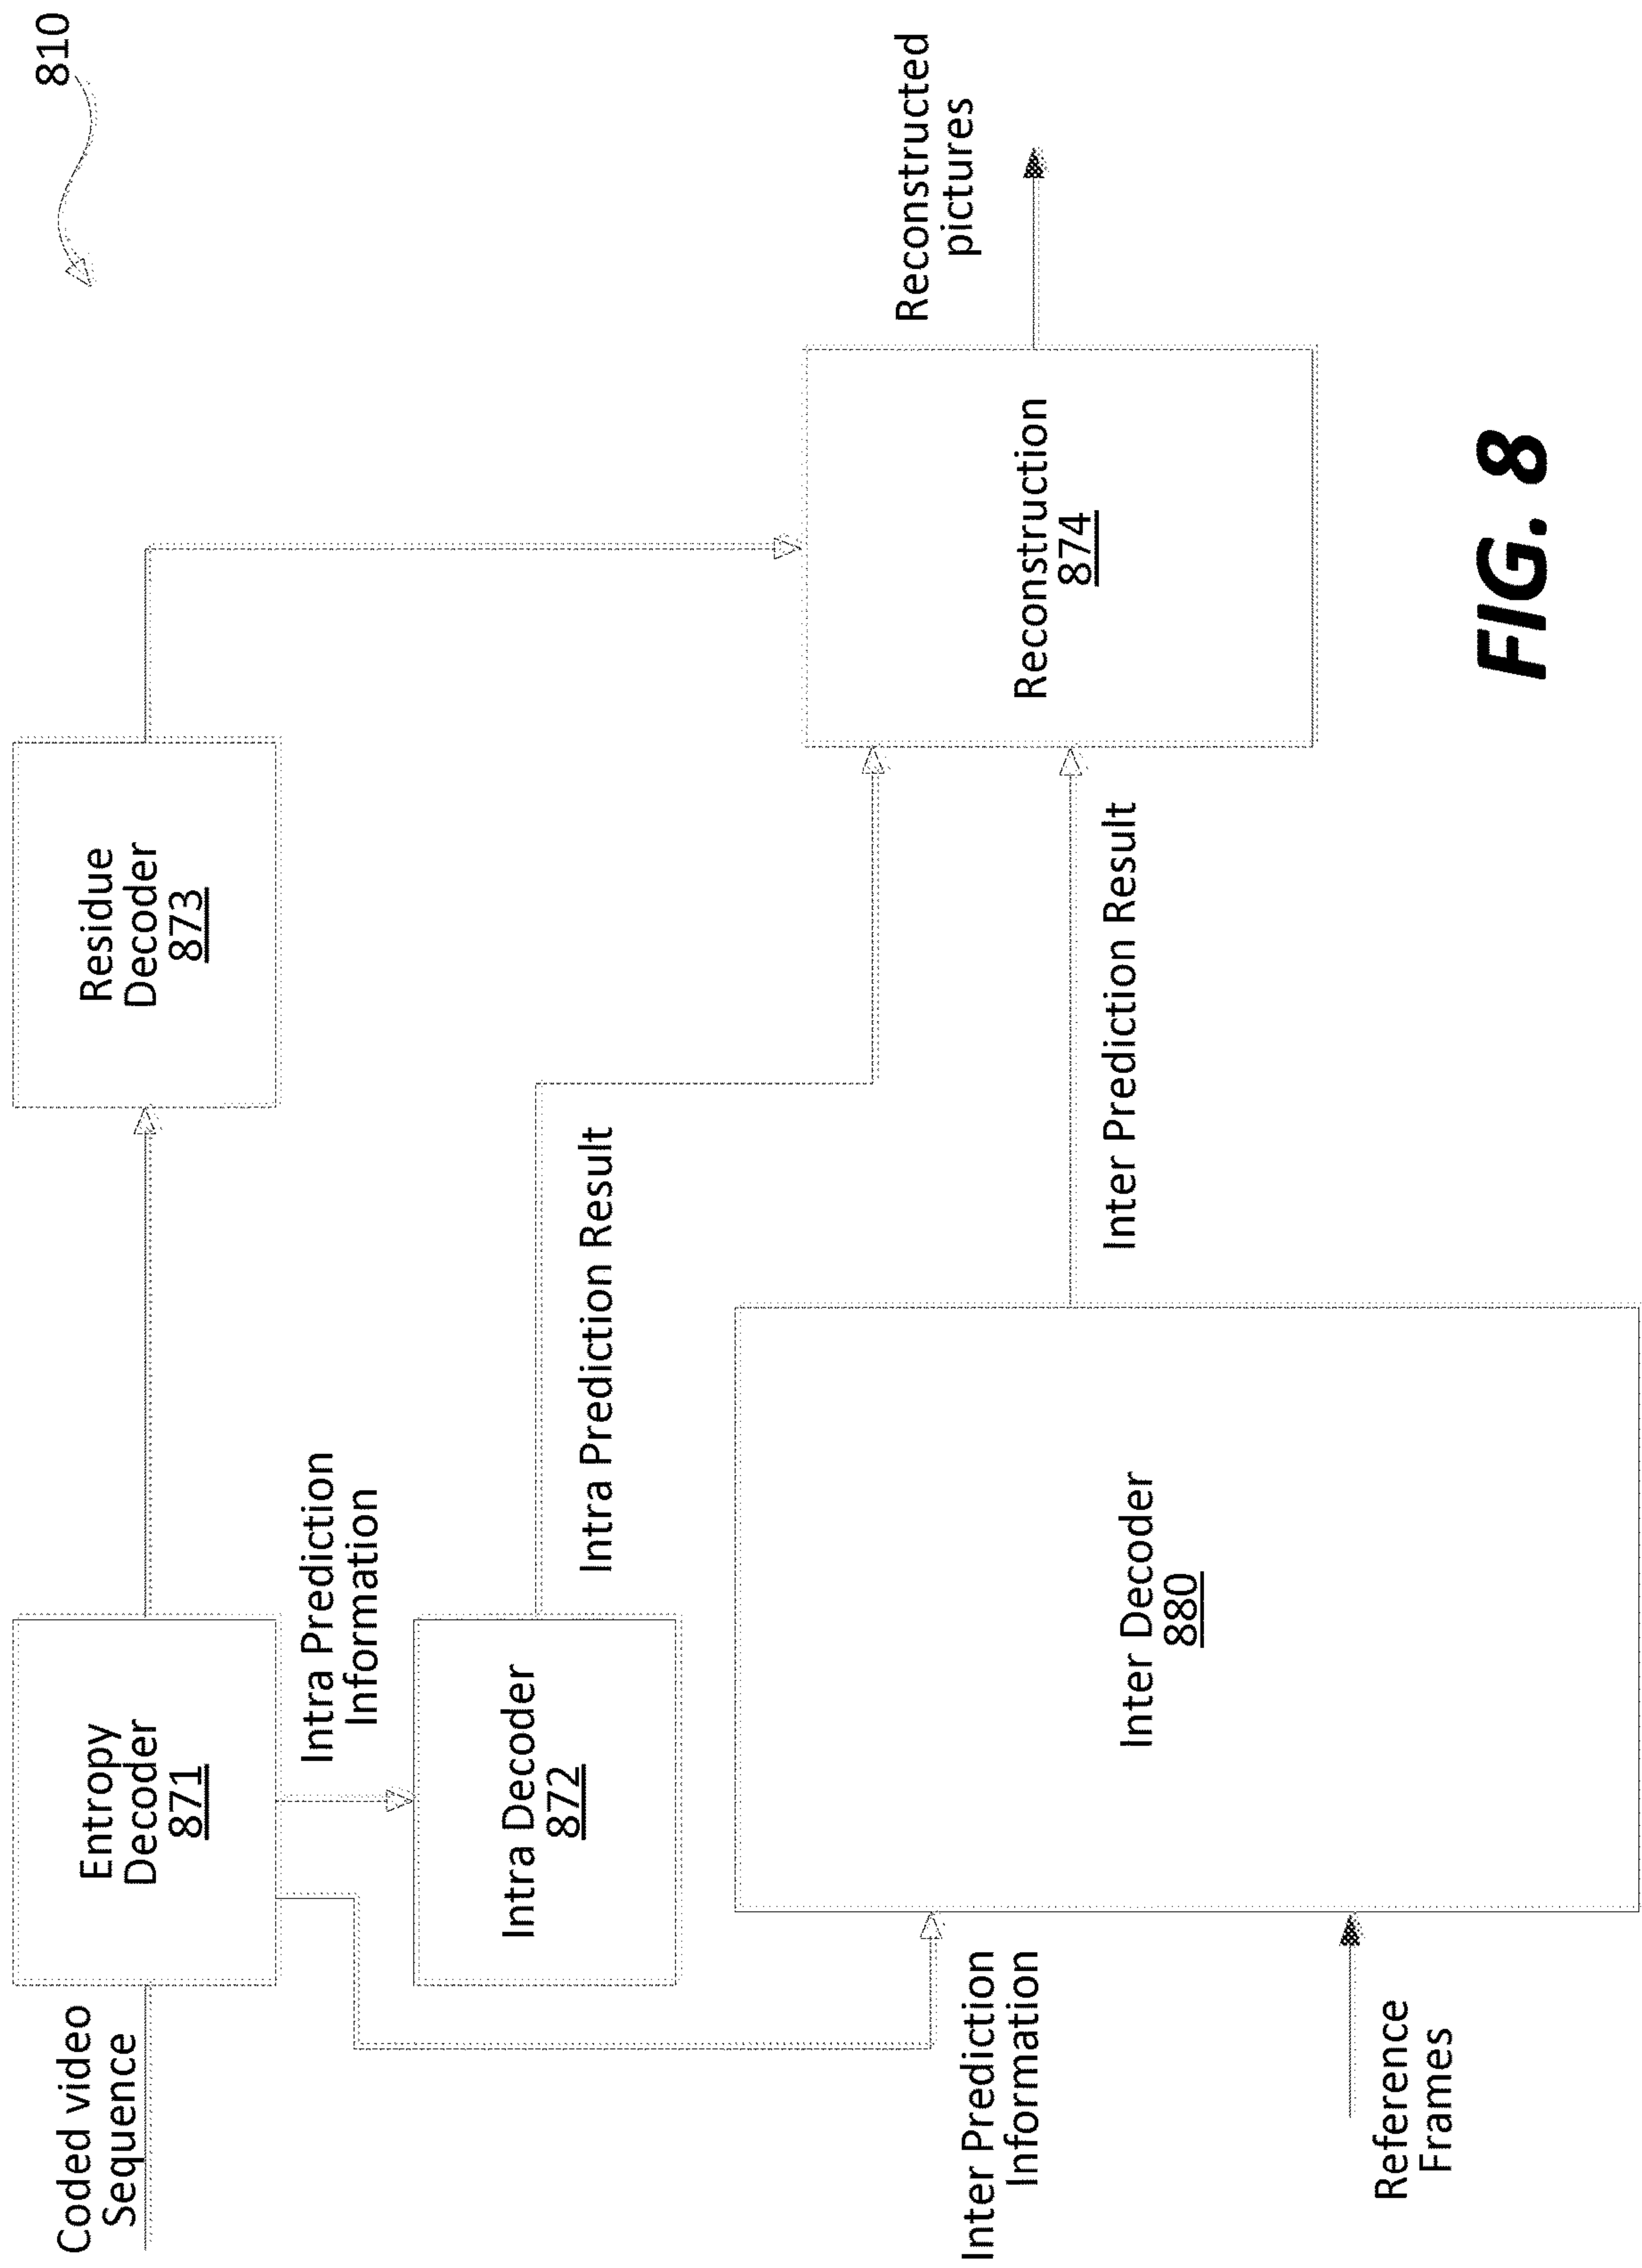 810
Coded video
Sequence
Entropy
Decoder
871
Residue
Decoder
873
Intra Prediction
Information
Intra Decoder
872
Intra Prediction Result
Reconstructed
pictures
Reconstruction
874
Inter Prediction
Information
Inter Decoder
880
Inter Prediction Result
Reference
Frames
FIG. 8